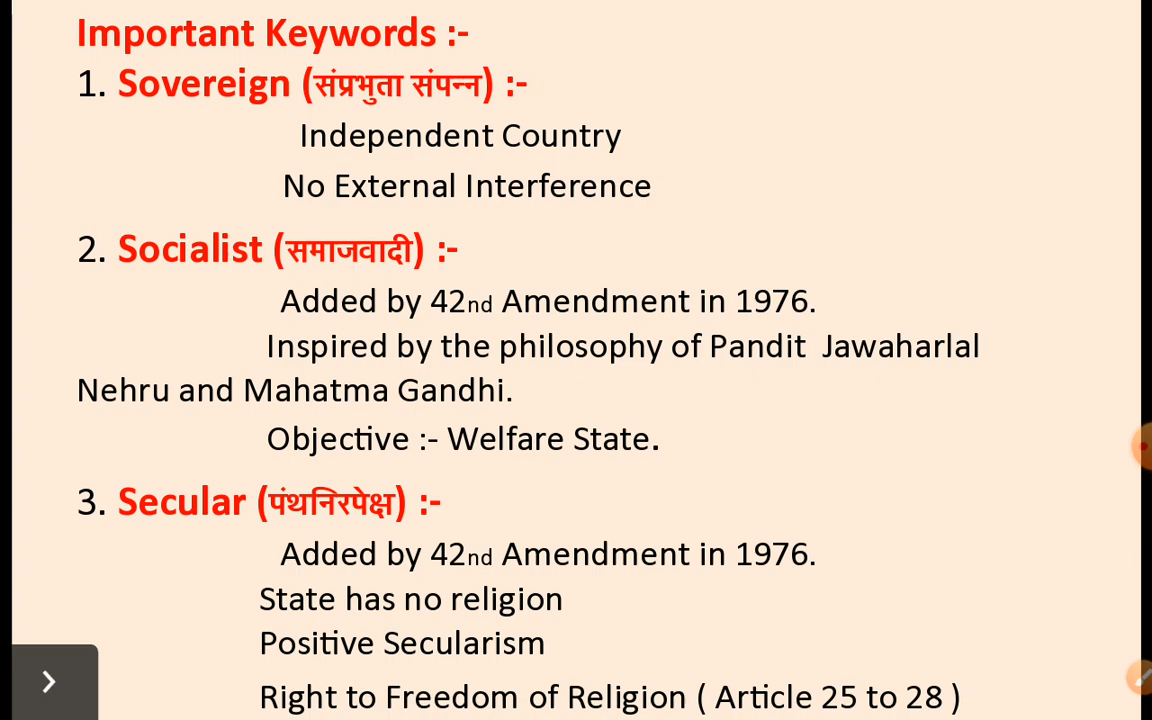 Important Keywords :-
1. Sovereign (संप्रभुता संपन्न) :-
Independent Country
No External Interference
2. Socialist (समाजवादी) :-
Added by 42nd Amendment in 1976.
Inspired by the philosophy of Pandit Jawaharlal
Nehru and Mahatma Gandhi.
Objective :- Welfare State.
3. Secular (पंथनिरपेक्ष) :-
Added by 42nd Amendment in 1976.
State has no religion
Positive Secularism
Right to Freedom of Religion ( Article 25 to 28 )